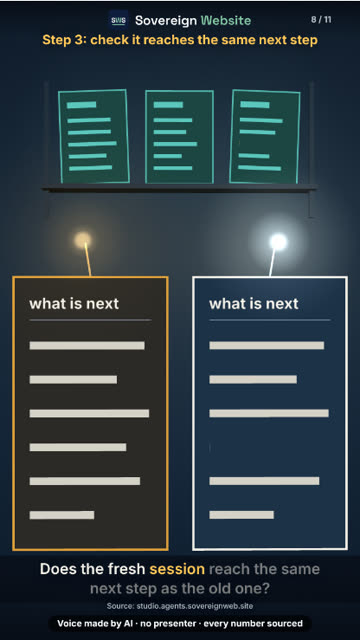 SWS Sovereign Website 8 / 11
Step 3: check it reaches the same next step
what is next
what is next
Does the fresh session reach the same
next step as the old one?
Source: studio.agents.sovereignweb.site
Voice made by AI · no presenter · every number sourced